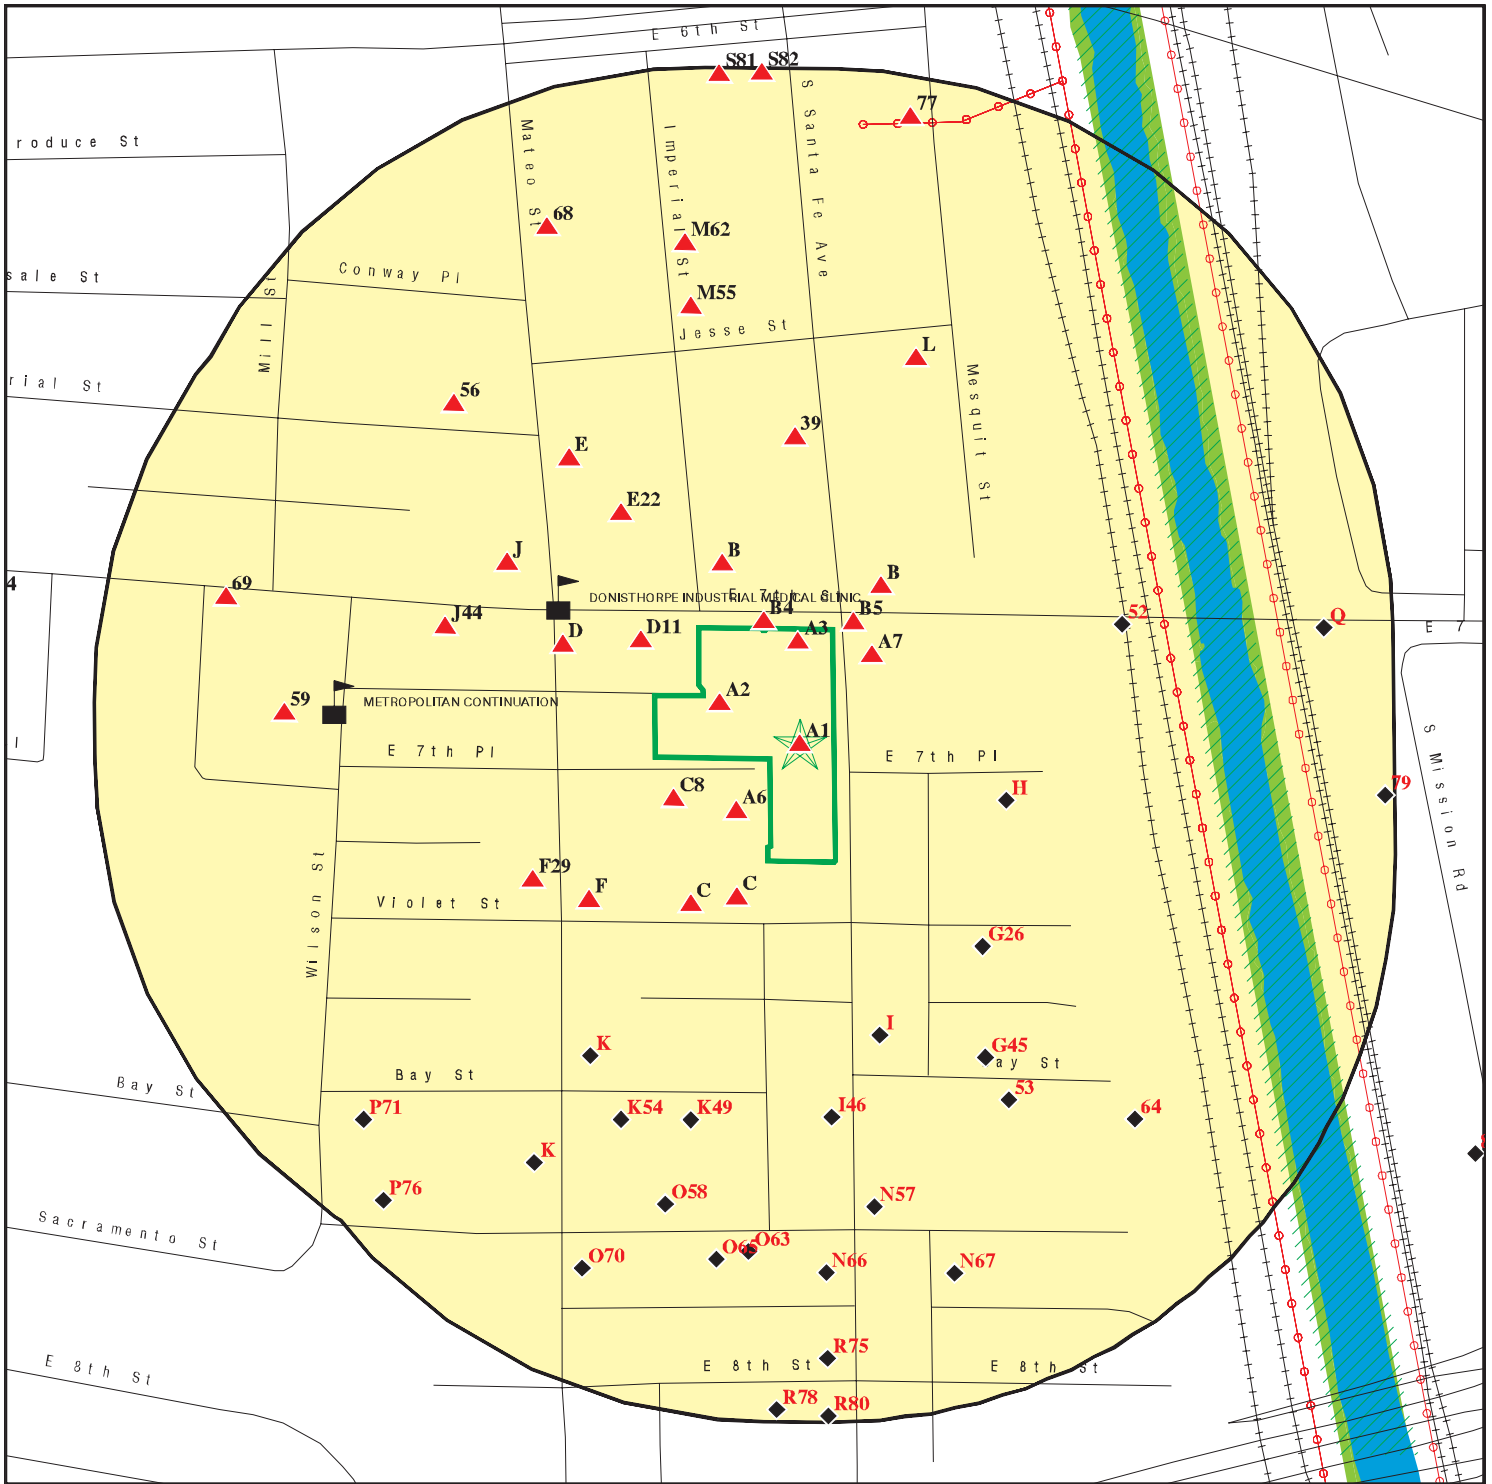 E 6th St
S81
S82
S Santa Fe Ave
77
roduce St
Mateo St
Imperial St
68
M62
sale St
Conway Pl
Mill St
M55
Jesse St
L
rial St
56
Mesquit St
39
E
E22
J
B
B
4
69
DONISTHORPE INDUSTRIAL MEDICAL CLINIC
E 7th St
J44
D
D11
B4
B5
A3
A7
52
Q
E 7
59
METROPOLITAN CONTINUATION
A2
A1
l
E 7th Pl
E 7th Pl
S Mission Rd
C8
A6
H
79
Wilson St
F29
F
C
C
Violet St
G26
I
K
G45
ay St
Bay St
Bay St
53
P71
K54
K49
I46
64
K
P76
O58
N57
Sacramento St
O65
O63
O70
N66
N67
R75
E 8th St
E 8th St
E 8th St
R78
R80